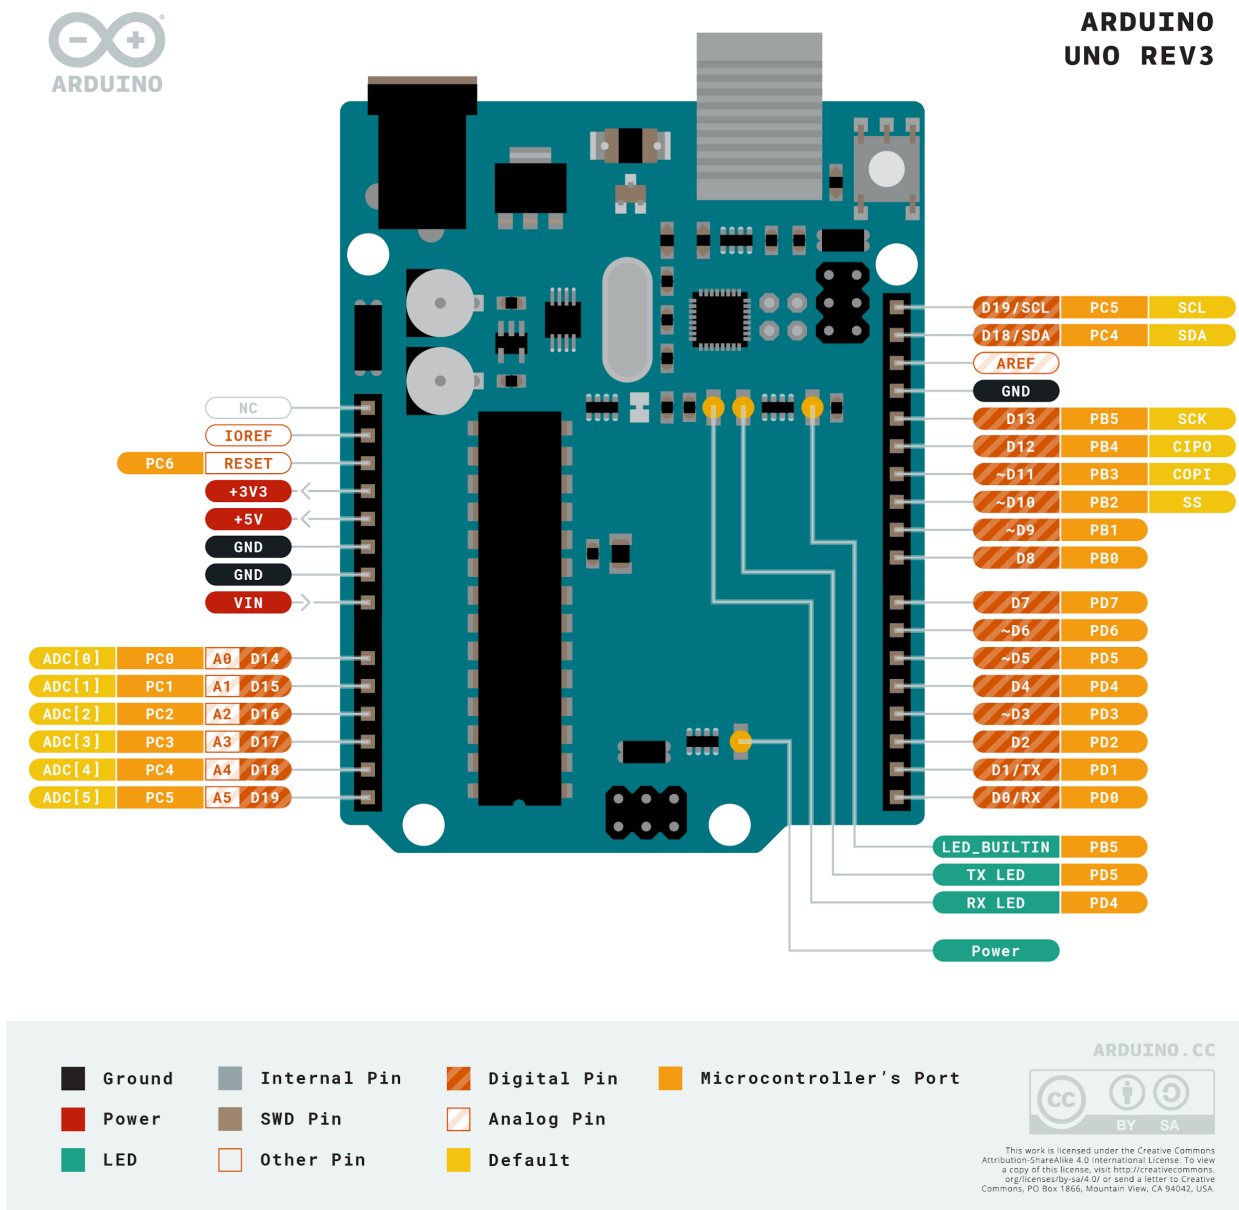 ARDUINO
ARDUINO
UNO REV3
NC
IOREF
PC6 RESET
+3V3
+5V
GND
GND
VIN
ADC[0] PC0 A0 D14
ADC[1] PC1 A1 D15
ADC[2] PC2 A2 D16
ADC[3] PC3 A3 D17
ADC[4] PC4 A4 D18
ADC[5] PC5 A5 D19
D19/SCL PC5 SCL
D18/SDA PC4 SDA
AREF
GND
D13 PB5 SCK
D12 PB4 CIPO
~D11 PB3 COPI
~D10 PB2 SS
~D9 PB1
D8 PB0
D7 PD7
~D6 PD6
~D5 PD5
D4 PD4
~D3 PD3
D2 PD2
D1/TX PD1
D0/RX PD0
LED_BUILTIN PB5
TX LED PD5
RX LED PD4
Power
Ground
Power
LED
Internal Pin
SWD Pin
Other Pin
Digital Pin
Analog Pin
Default
Microcontroller's Port
ARDUINO.CC
CC
BY SA
This work is licensed under the Creative Commons
Attribution-ShareAlike 4.0 International License. To view
a copy of this license, visit http://creativecommons.
org/licenses/by-sa/4.0/ or send a letter to Creative
Commons, PO Box 1866, Mountain View, CA 94042, USA.